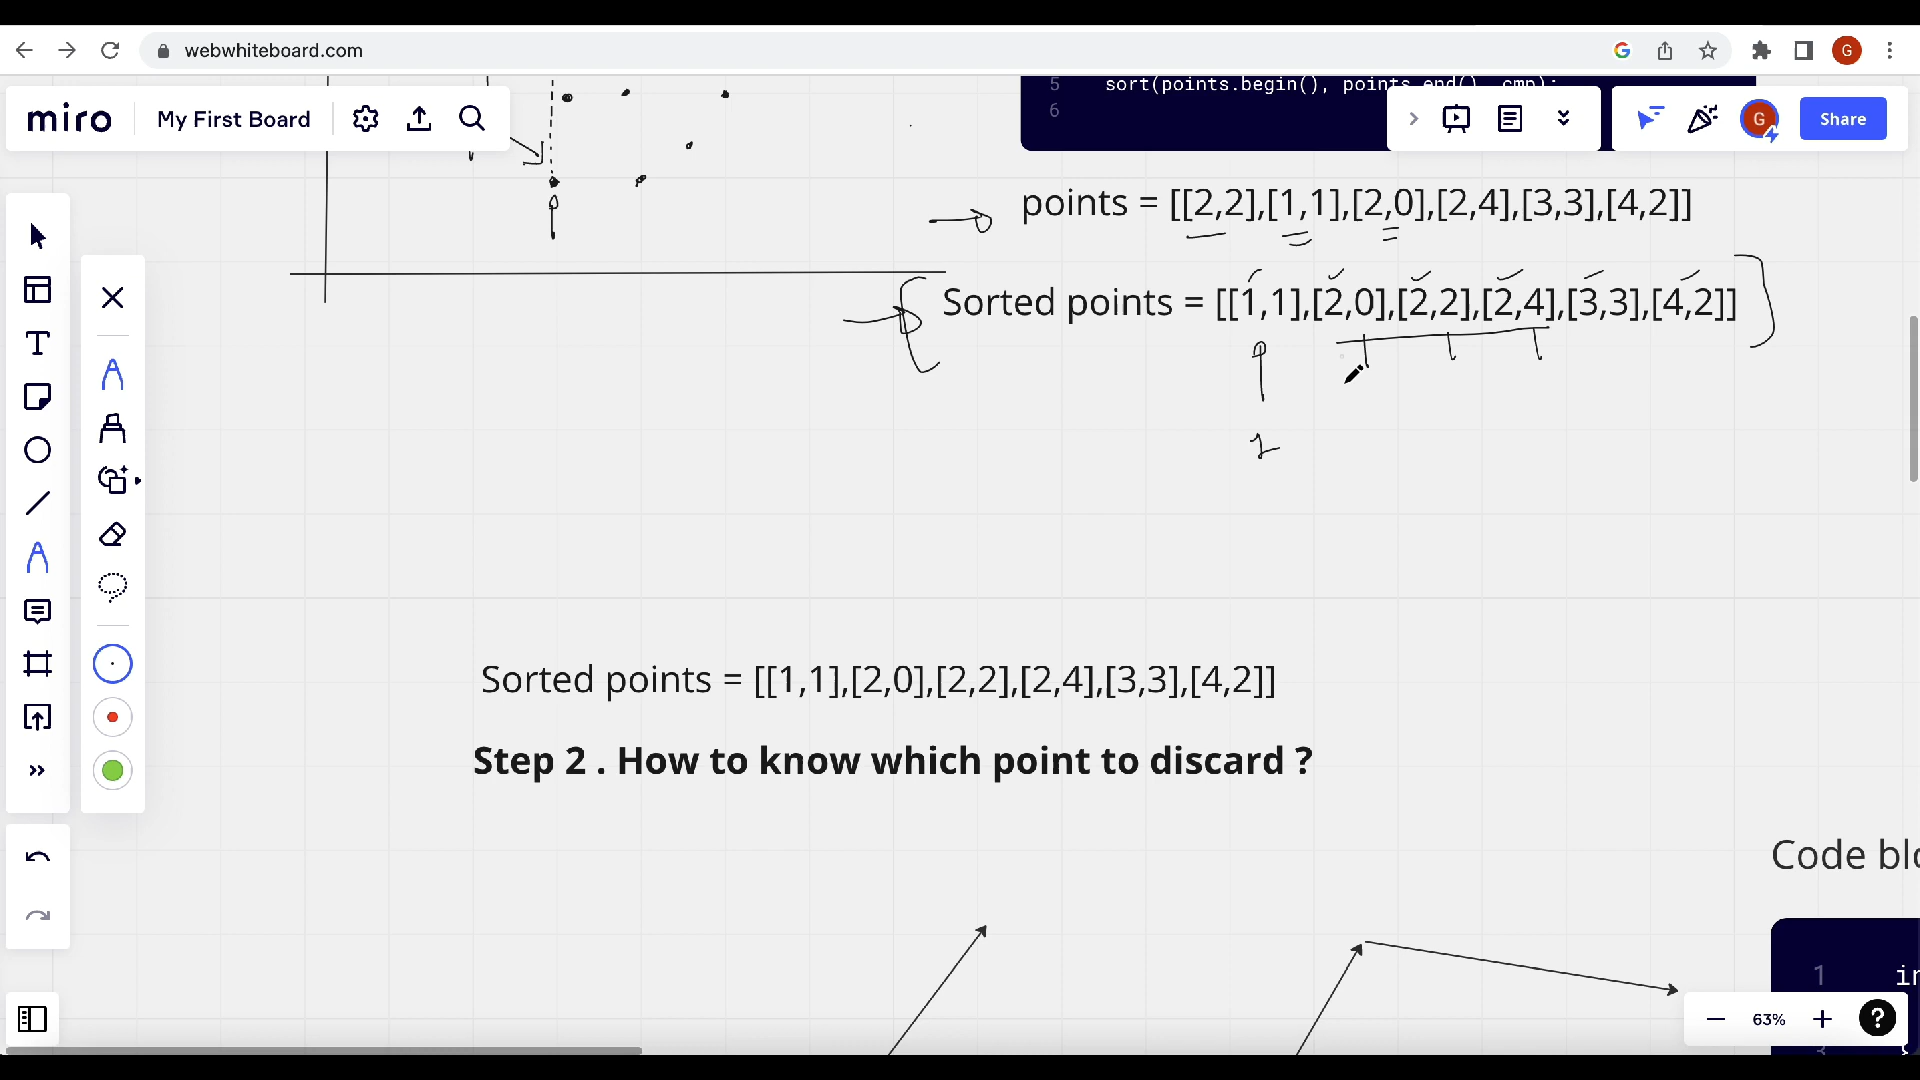 webwhiteboard.com
G
miro
My First Board
5 sort(points.begin(), points.end(), cmp);
6
G
Share
points = [[2,2],[1,1],[2,0],[2,4],[3,3],[4,2]]
Sorted points = [[1,1],[2,0],[2,2],[2,4],[3,3],[4,2]]
Sorted points = [[1,1],[2,0],[2,2],[2,4],[3,3],[4,2]]
Step 2 . How to know which point to discard ?
Code blo
1 in
63%